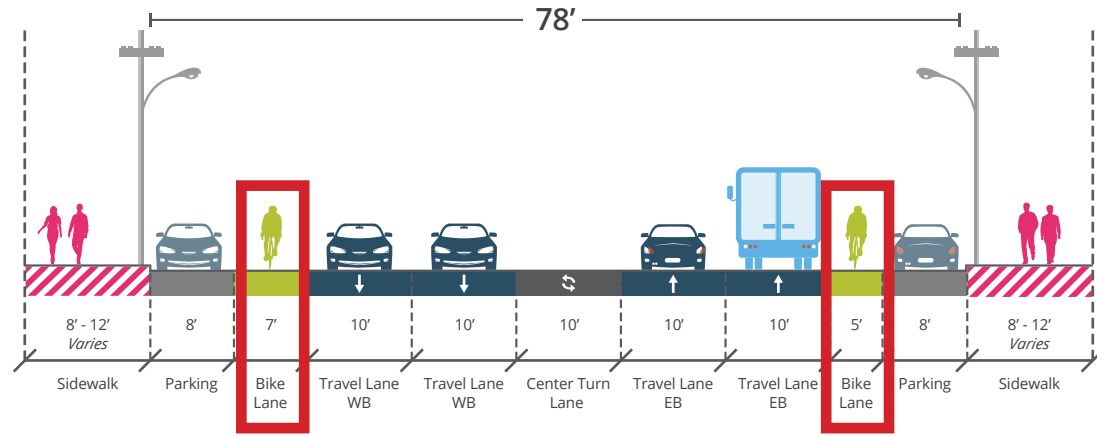 78’
8’ - 12’
Varies
8’
7’
10’
10’
10’
10’
10’
5’
8’
8’ - 12’
Varies
Sidewalk
Parking
Bike
Lane
Travel Lane
WB
Travel Lane
WB
Center Turn
Lane
Travel Lane
EB
Travel Lane
EB
Bike
Lane
Parking
Sidewalk